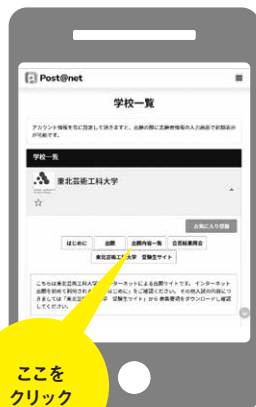 Post@net
学校一覧
アカウント情報を先に設定して頂きますと、出願の際に志願者情報の入力画面で初期表示
が可能です。
学校一覧
東北芸術工科大学
お気に入り登録
はじめに 出願 出願内容一覧 合否結果照会
東北芸術工科大学 受験生サイト
こちらは東北芸術工科大学 ターネットによる出願サイトです。インターネット
出願を初めて利用される はじめに」をご確認ください。その他入試の内容につ
きましては「東北芸 学 受験生サイト」から募集要項をダウンロードし確認
してください。
ここを
クリック